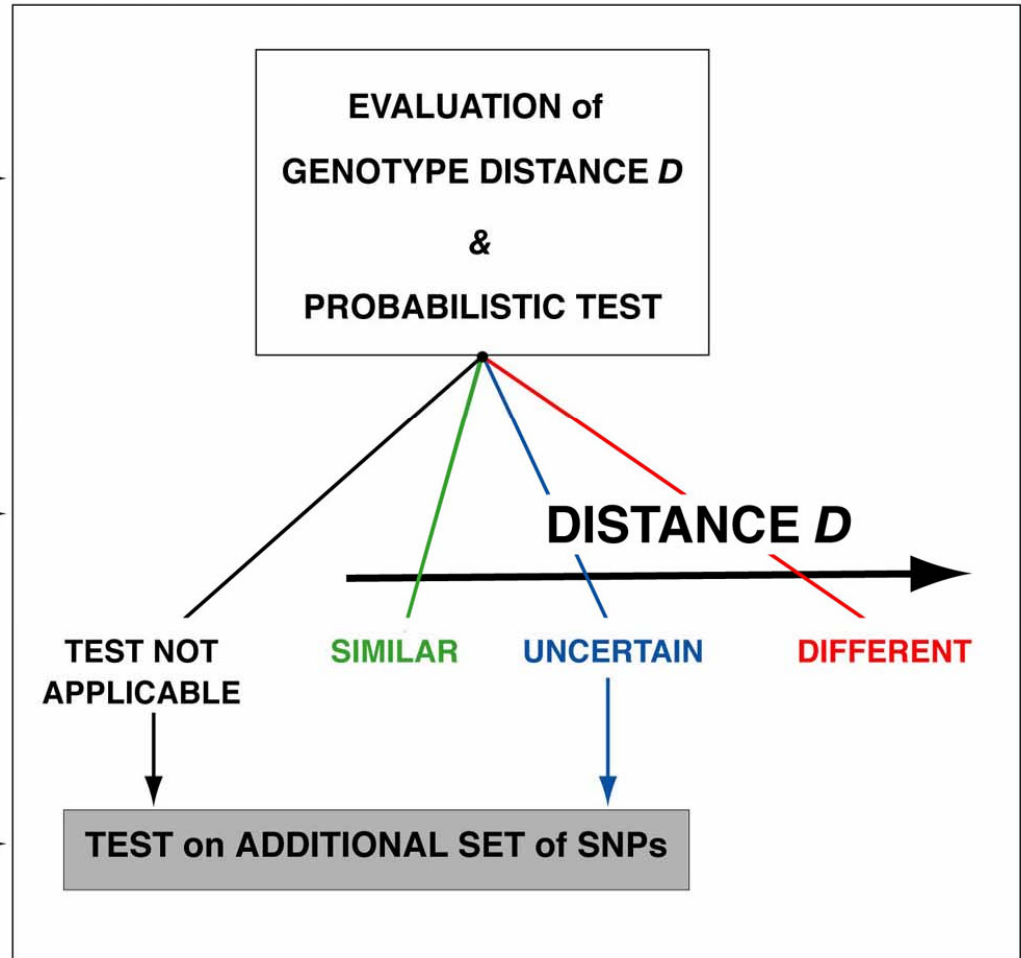 EVALUATION of
GENOTYPE DISTANCE D
&
PROBABILISTIC TEST
DISTANCE D
TEST NOT
APPLICABLE
SIMILAR
UNCERTAIN
DIFFERENT
TEST on ADDITIONAL SET of SNPs